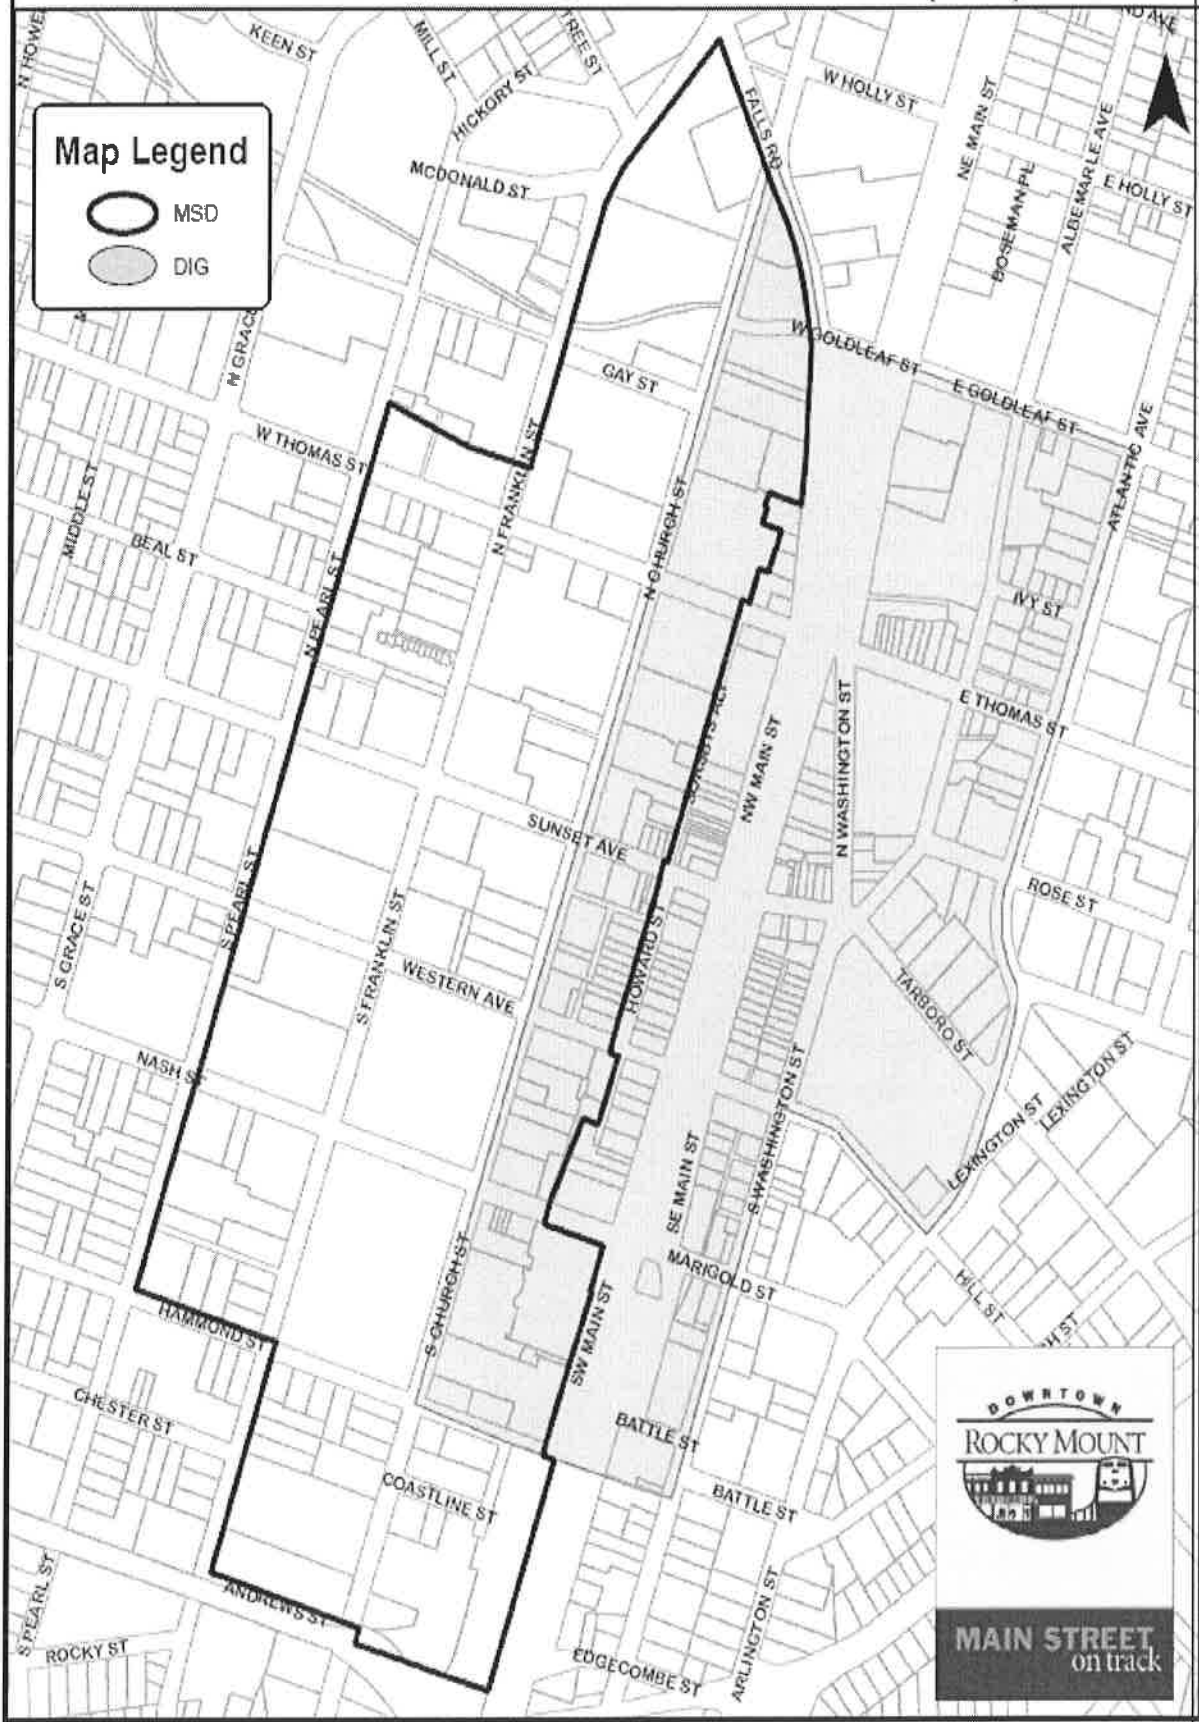 KEEN ST
MILL ST
TREE ST
ND AVE
HICKORY ST
W HOLLY ST
NE MAIN ST
FALLS RD
ALBEMARLE AVE
Map Legend
MSD
DIG
MCDONALD ST
E HOLLY ST
BOSEMAN PL
W GOLDLEAF ST
E GOLDLEAF ST
GAY ST
ATLANTIC AVE
W THOMAS ST
N FRANKLIN ST
MIDDLE ST
N CHURCH ST
BEAL ST
N PEARL ST
IVY ST
E THOMAS ST
NW MAIN ST
N WASHINGTON ST
SUNSET AVE
ROSE ST
S GRACE ST
S PEARL ST
S FRANKLIN ST
HOWARD ST
WESTERN AVE
TARBORO ST
NASH ST
LEXINGTON ST
LEXINGTON ST
SE MAIN ST
S WASHINGTON ST
MARIGOLD ST
S CHURCH ST
HILL ST
HAMMOND ST
SW MAIN ST
CHESTER ST
BATTLE ST
COASTLINE ST
BATTLE ST
ANDREWS ST
S PEARL ST
ROCKY ST
EDGECOMBE ST
ARLINGTON ST
DOWNTOWN
ROCKY MOUNT
MAIN STREET
on track